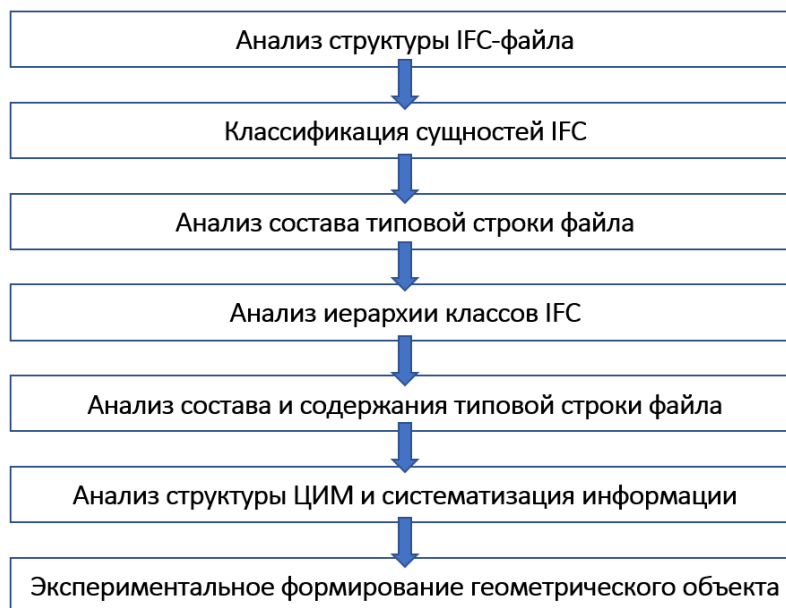 Анализ структуры IFC-файла
Классификация сущностей IFC
Анализ состава типовой строки файла
Анализ иерархии классов IFC
Анализ состава и содержания типовой строки файла
Анализ структуры ЦИМ и систематизация информации
Экспериментальное формирование геометрического объекта